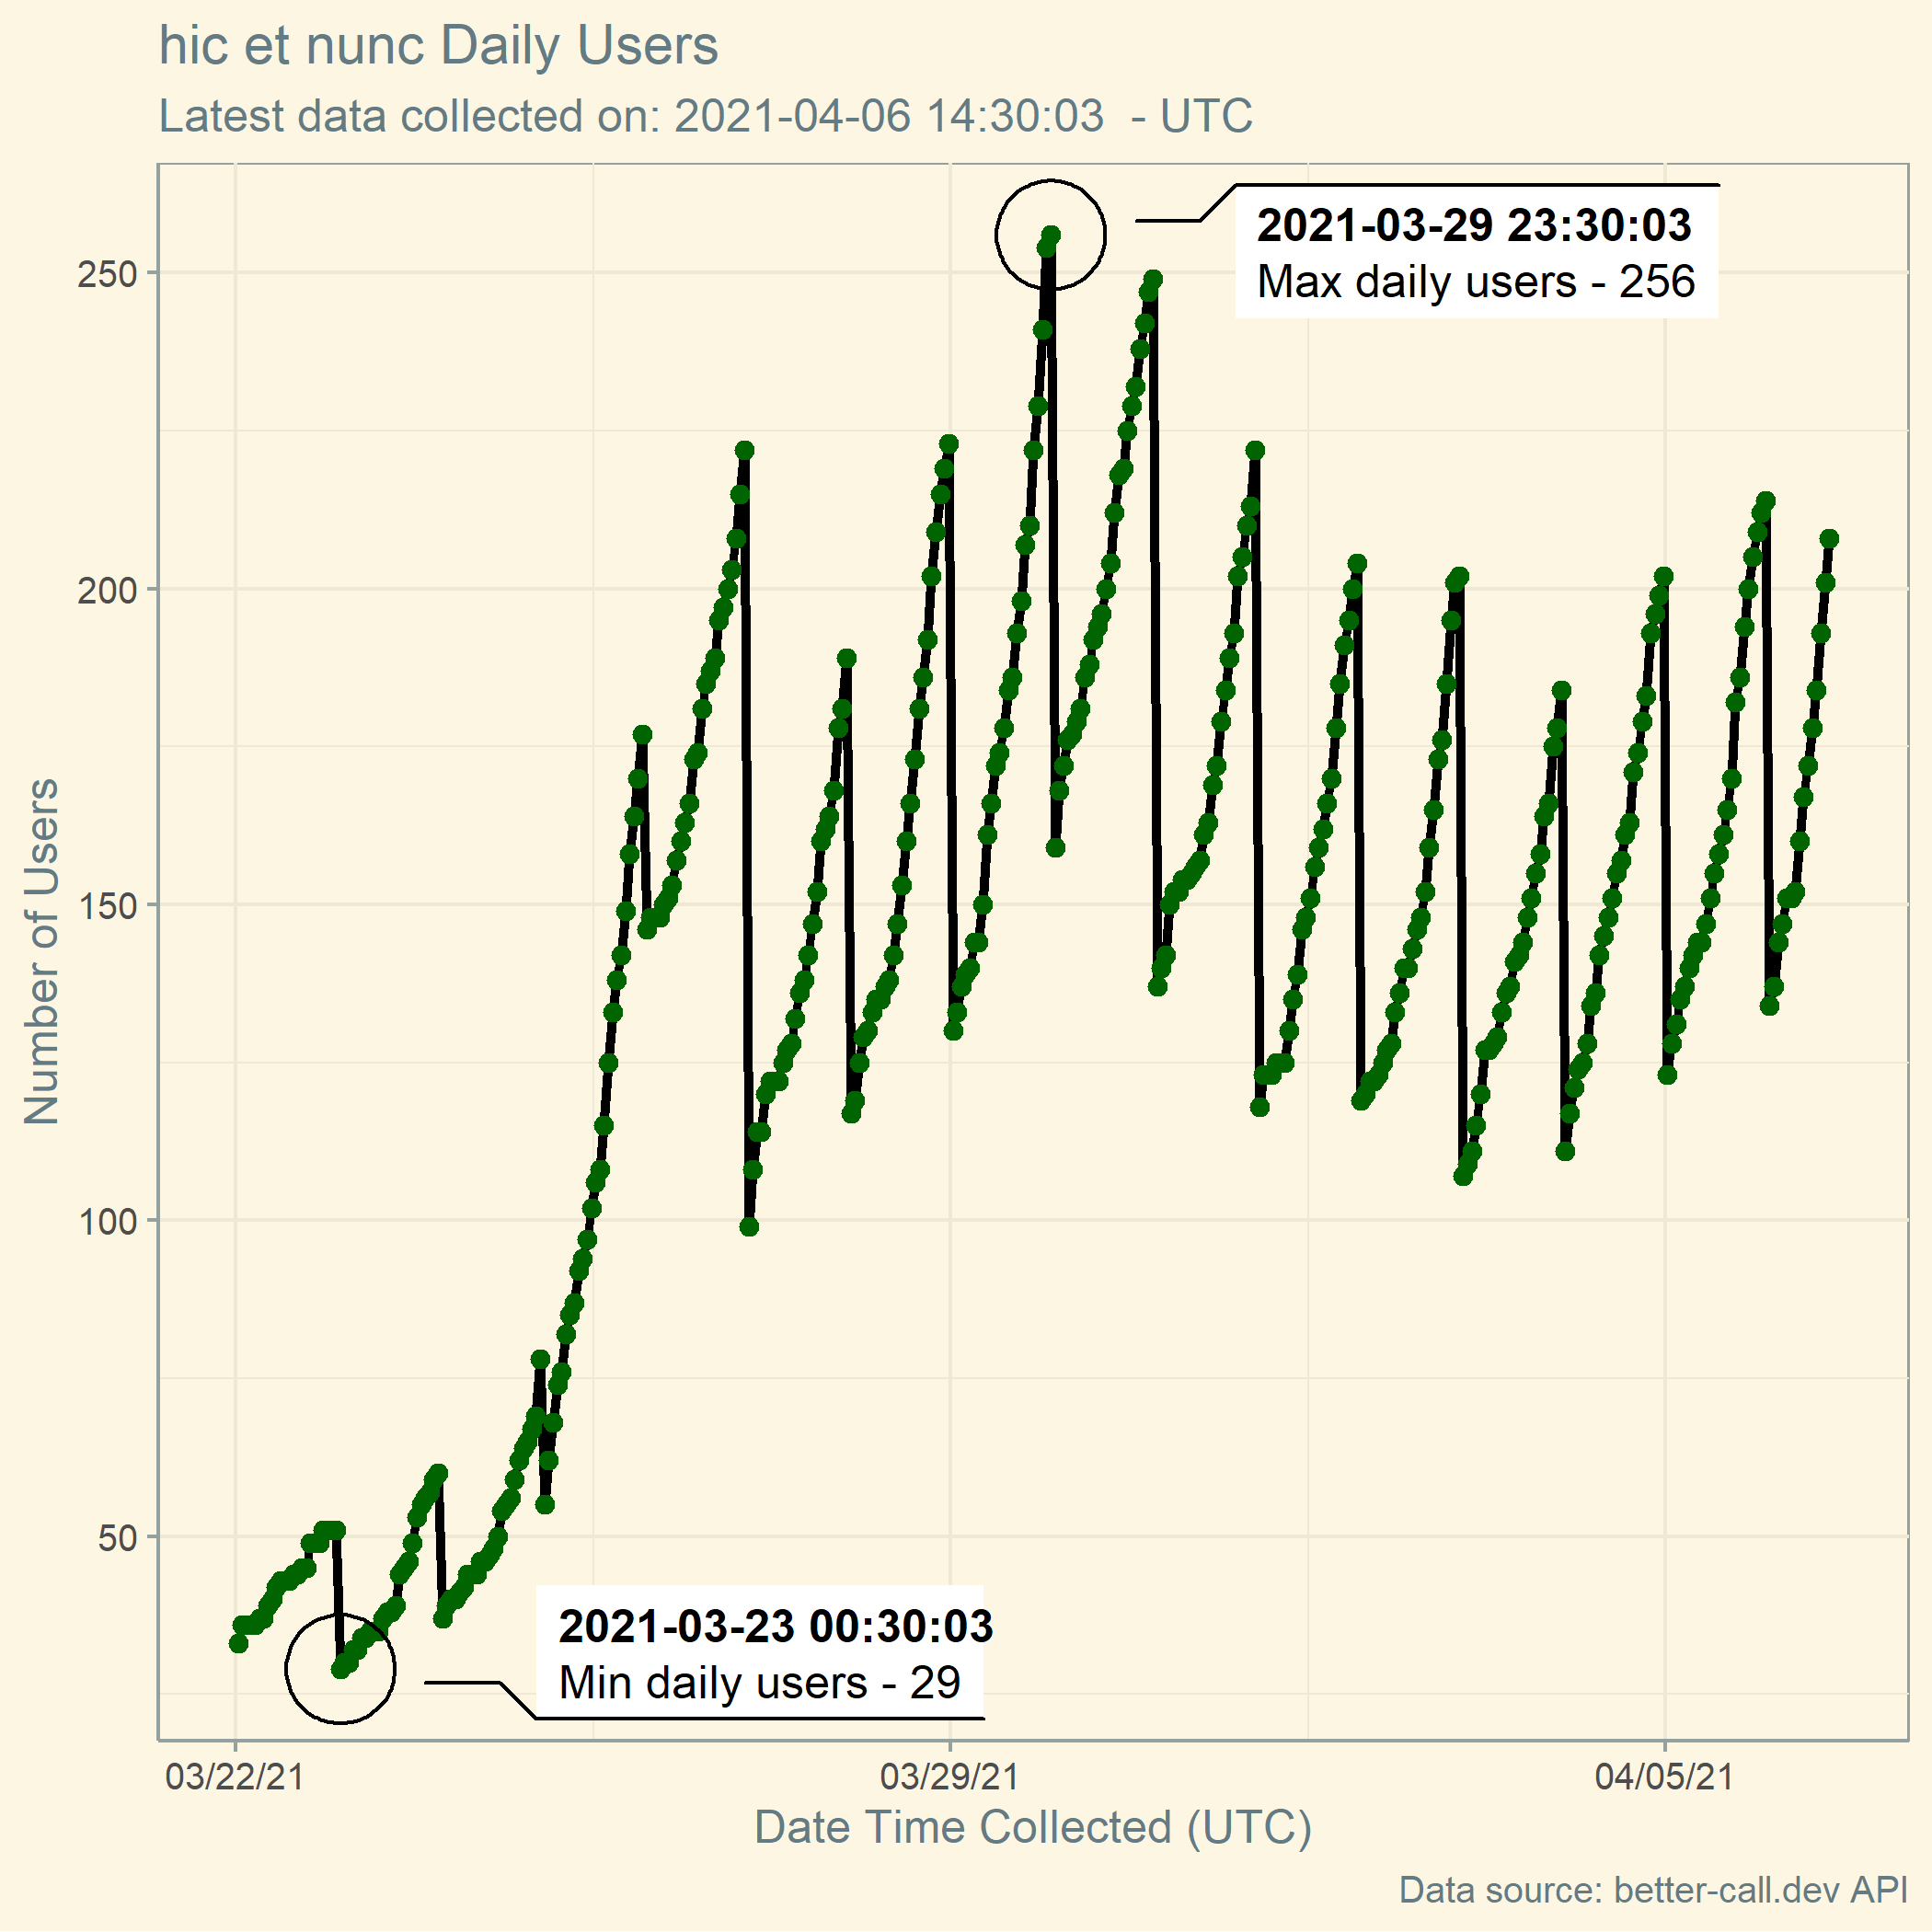 hic et nunc Daily Users
Latest data collected on: 2021-04-06 14:30:03  - UTC
2021-03-29 23:30:03
Max daily users - 256
250
200
150
100
50
Number of Users
2021-03-23 00:30:03
Min daily users - 29
03/22/21
03/29/21
04/05/21
Date Time Collected (UTC)
Data source: better-call.dev API